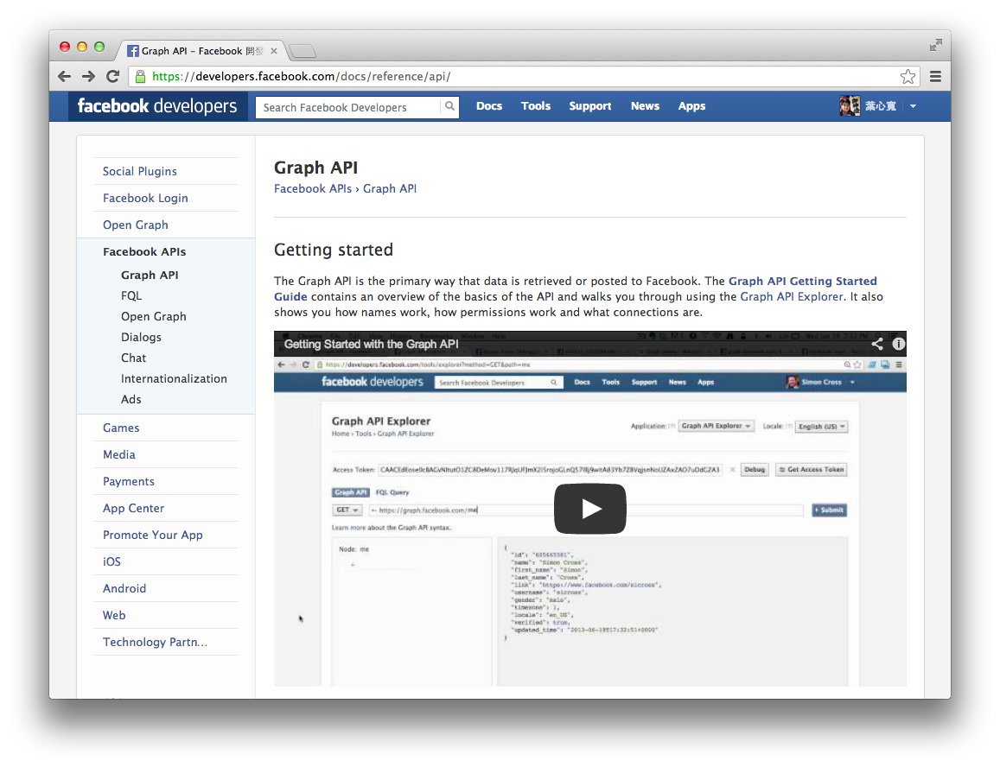 Graph API – Facebook 開發
https://developers.facebook.com/docs/reference/api/
facebook developers
Search Facebook Developers
Docs Tools Support News Apps
葉心寬
Social Plugins
Facebook Login
Open Graph
Facebook APIs
Graph API
FQL
Open Graph
Dialogs
Chat
Internationalization
Ads
Games
Media
Payments
App Center
Promote Your App
iOS
Android
Web
Technology Partn...
Graph API
Facebook APIs › Graph API
Getting started
The Graph API is the primary way that data is retrieved or posted to Facebook. The Graph API Getting Started
Guide contains an overview of the basics of the API and walks you through using the Graph API Explorer. It also
shows you how names work, how permissions work and what connections are.
Getting Started with the Graph API
https://developers.facebook.com/tools/explorer?method=GET&path=me
facebook developers
Search Facebook Developers
Docs Tools Support News Apps
Simon Cross
Graph API Explorer
Home › Tools › Graph API Explorer
Application: [?] Graph API Explorer
Locale: [?] English (US)
Access Token:
Debug
Get Access Token
Graph API FQL Query
GET
https://graph.facebook.com/me
Submit
Learn more about the Graph API syntax.
Node: me
+
{
"id": "605665501",
"name": "Simon Cross",
"first_name": "Simon",
"last_name": "Cross",
"link": "https://www.facebook.com/sicross",
"username": "sicross",
"gender": "male",
"timezone": 1,
"locale": "en_US",
"verified": true,
"updated_time": "2013-06-19T17:32:51+0000"
}